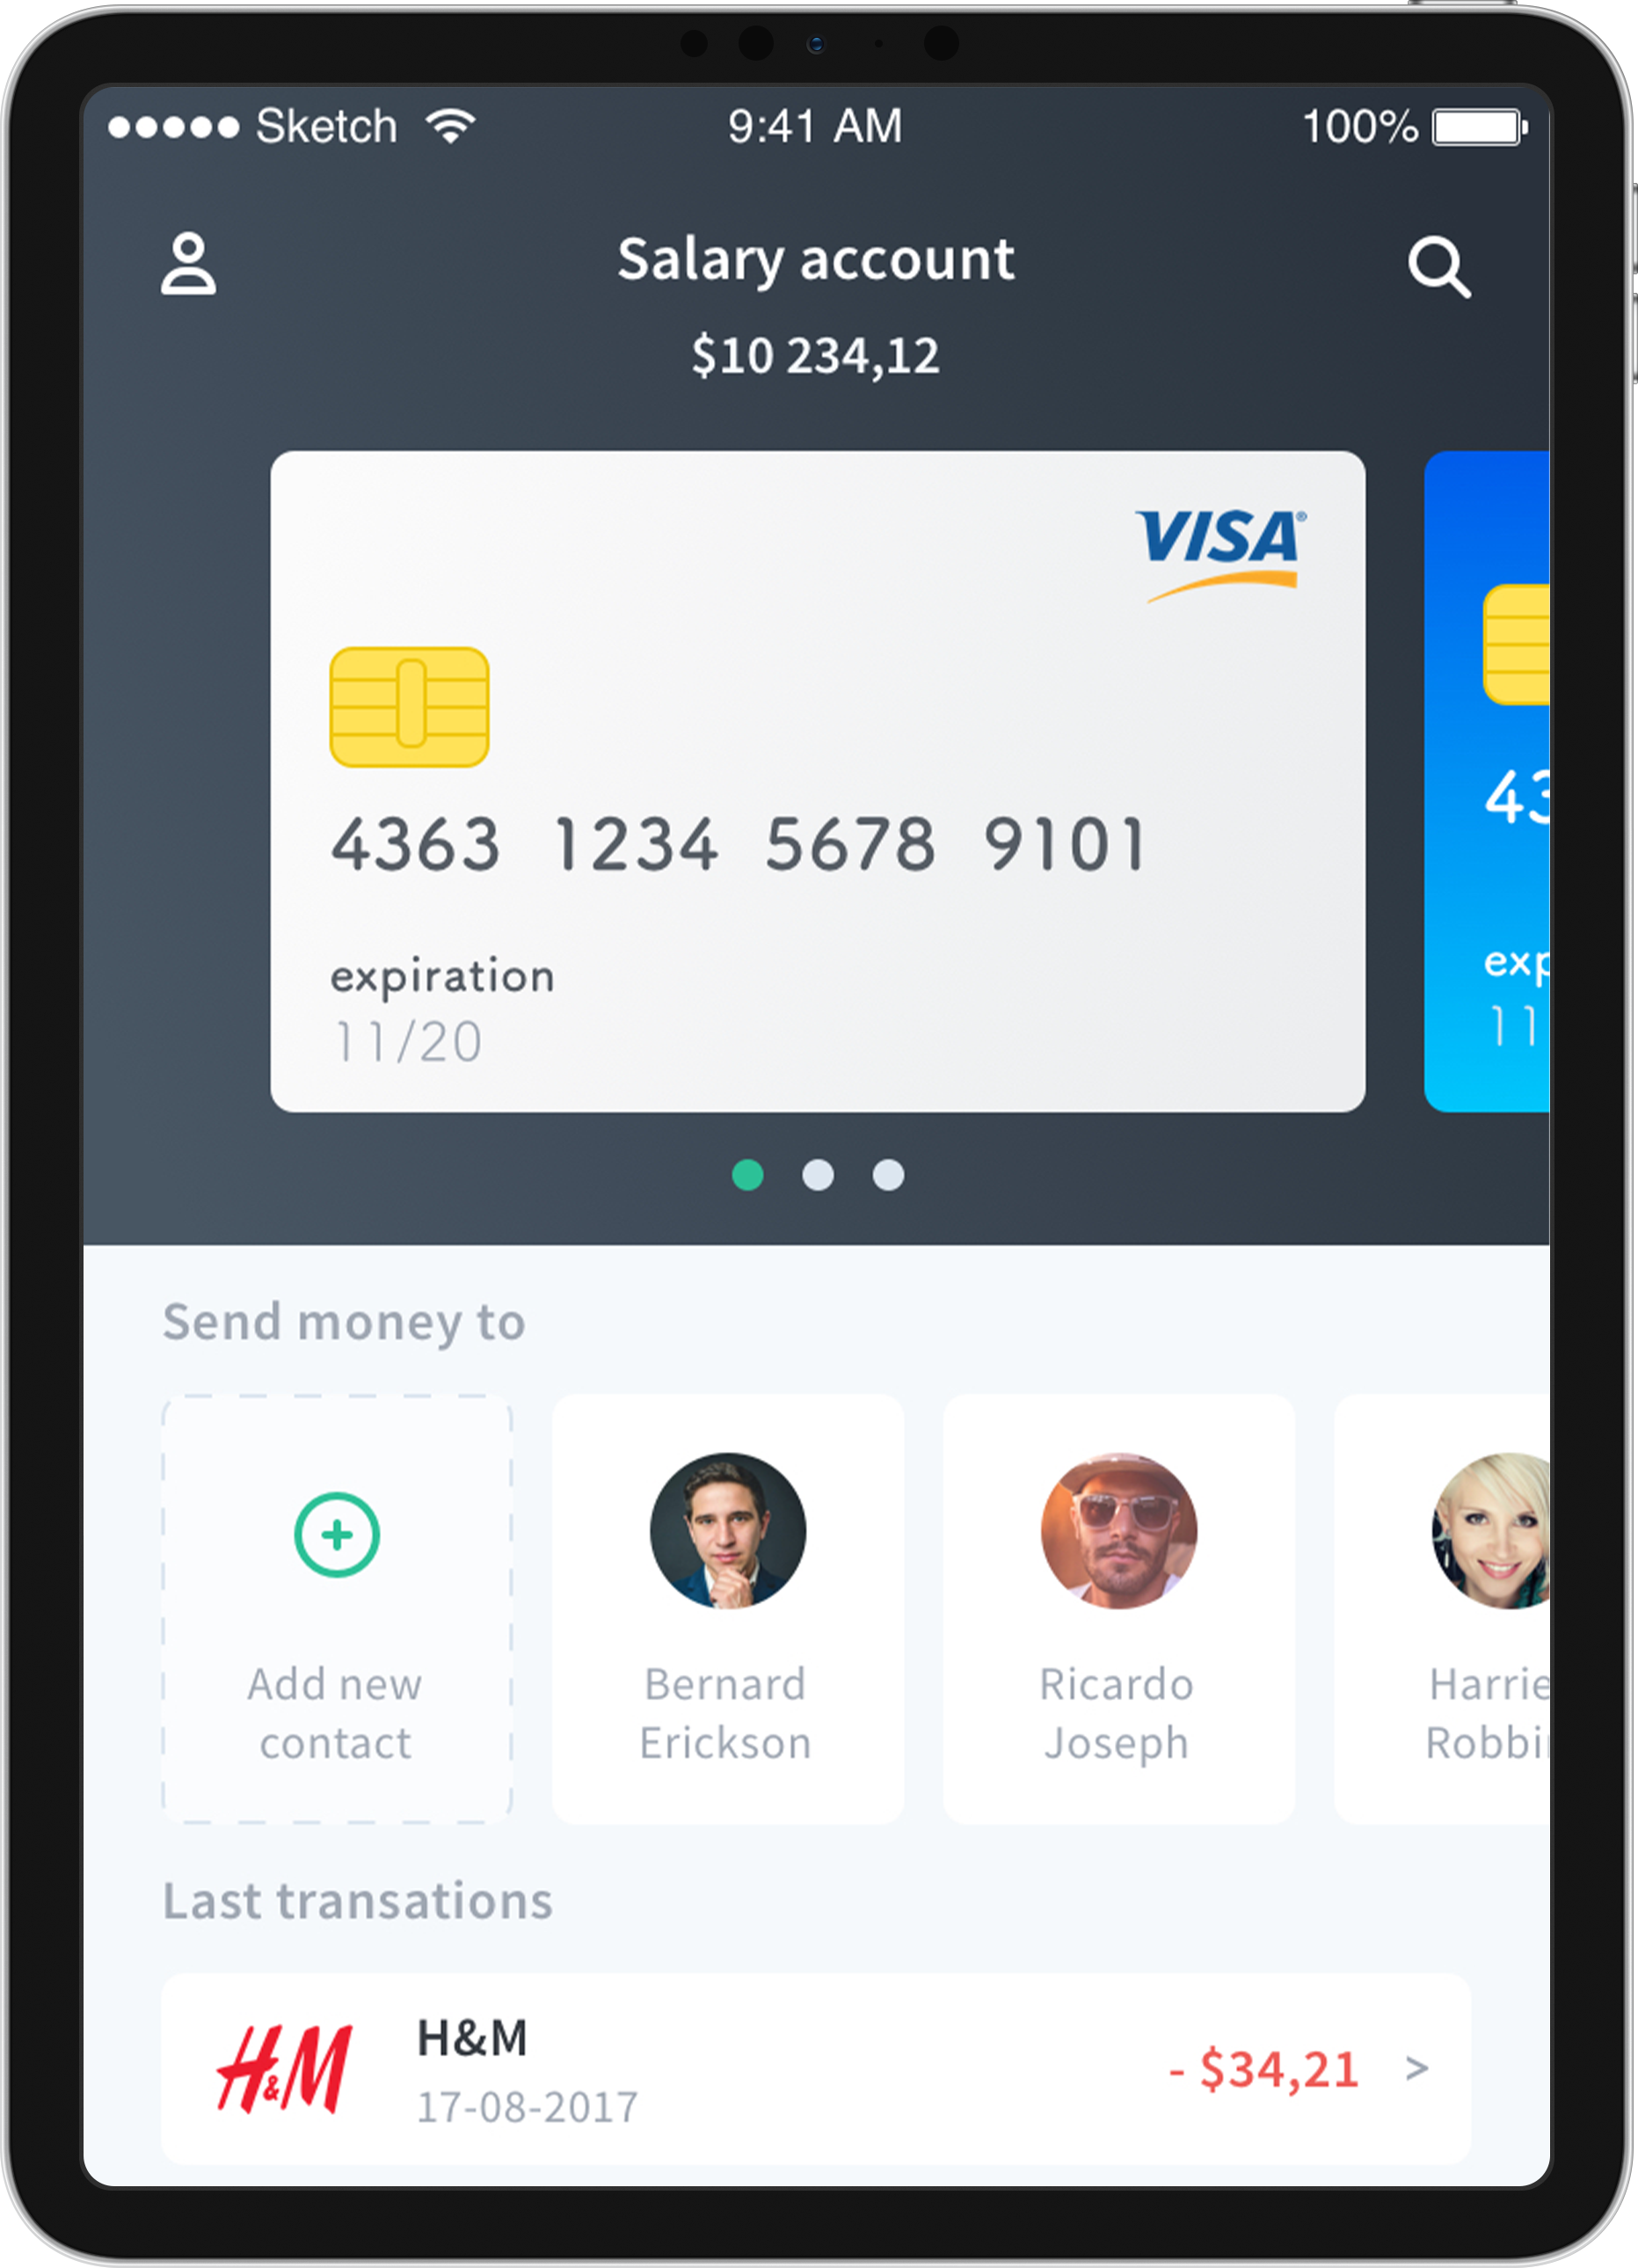 Sketch 9:41 AM 100%
Salary account
$10 234,12
VISA®
4363 1234 5678 9101
43
expiration
11/20
exp
11
Send money to
Add new
contact
Bernard
Erickson
Ricardo
Joseph
Harrie
Robbi
Last transations
H&M
H&M
17-08-2017
- $34,21 >